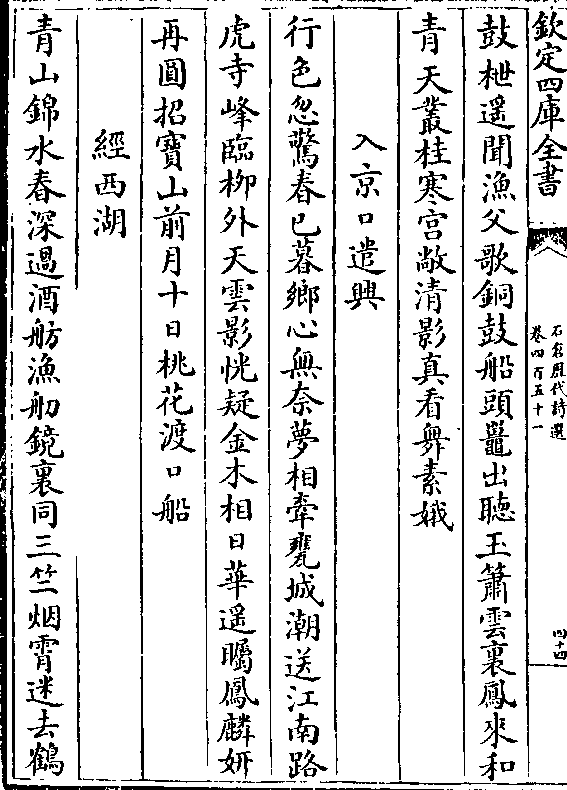 欽定四庫全書
石倉歷代詩選
卷四百五十一
四十四
鼓枻遥聞漁父歌銅鼓船頭鼉出聽玉簫雲裏鳳來和
青天叢桂寒宫敞清影真看舞素娥
入京口遣興
行色忽驚春已暮鄉心無奈夢相牽甕城潮送江南路
虎寺峰臨栁外天雲影恍疑金木相日華遥矚鳳麟妍
再圓招寶山前月十日桃花渡口船
經西湖
青山錦水春深過酒舫漁舠鏡裏同三竺烟霄迷去鶴